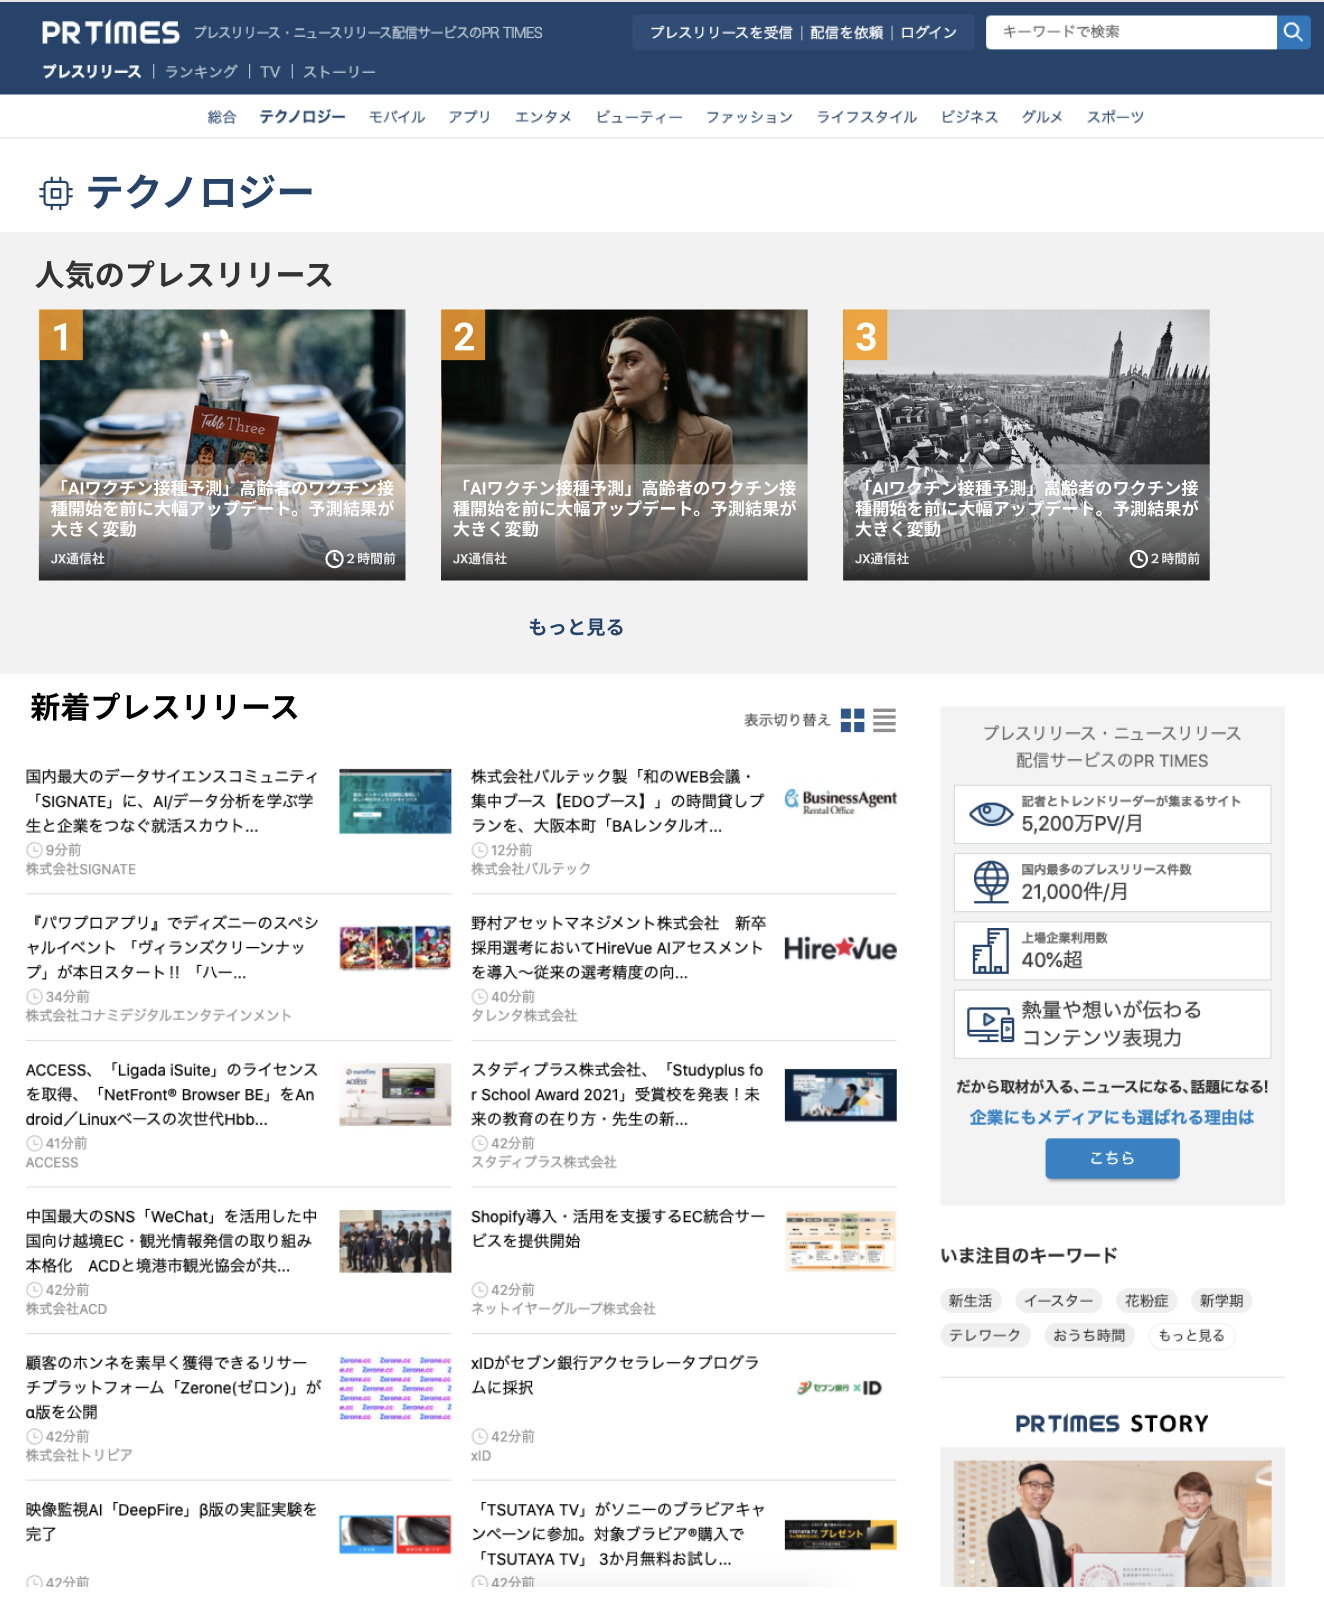 PR TIMES プレスリリース・ニュースリリース配信サービスのPR TIMES
プレスリリースを受信 | 配信を依頼 | ログイン
キーワードで検索
プレスリリース | ランキング | TV | ストーリー
総合 テクノロジー モバイル アプリ エンタメ ビューティー ファッション ライフスタイル ビジネス グルメ スポーツ
テクノロジー
人気のプレスリリース
1
Table Three
「AIワクチン接種予測」高齢者のワクチン接
種開始を前に大幅アップデート。予測結果が
大きく変動
JX通信社 2時間前
2
「AIワクチン接種予測」高齢者のワクチン接
種開始を前に大幅アップデート。予測結果が
大きく変動
JX通信社
3
「AIワクチン接種予測」高齢者のワクチン接
種開始を前に大幅アップデート。予測結果が
大きく変動
JX通信社 2時間前
もっと見る
新着プレスリリース
表示切り替え
国内最大のデータサイエンスコミュニティ
「SIGNATE」に、AI/データ分析を学ぶ学
生と企業をつなぐ就活スカウト...
9分前
株式会社SIGNATE
株式会社バルテック製「和のWEB会議・
集中ブース【EDOブース】」の時間貸しプ
ランを、大阪本町「BAレンタルオ...
12分前
株式会社バルテック
BusinessAgent
Rental Office
『パワプロアプリ』でディズニーのスペシ
ャルイベント 「ヴィランズクリーンナッ
プ」が本日スタート!! 「ハー...
34分前
株式会社コナミデジタルエンタテインメント
野村アセットマネジメント株式会社　新卒
採用選考においてHireVue AIアセスメント
を導入〜従来の選考精度の向...
40分前
タレンタ株式会社
Hire★Vue
ACCESS、「Ligada iSuite」のライセンス
を取得、「NetFront® Browser BE」をAn
droid／Linuxベースの次世代Hbb...
41分前
ACCESS
スタディプラス株式会社、「Studyplus fo
r School Award 2021」受賞校を発表！未
来の教育の在り方・先生の新...
42分前
スタディプラス株式会社
中国最大のSNS「WeChat」を活用した中
国向け越境EC・観光情報発信の取り組み
本格化　ACDと境港市観光協会が共...
42分前
株式会社ACD
Shopify導入・活用を支援するEC統合サー
ビスを提供開始
42分前
ネットイヤーグループ株式会社
顧客のホンネを素早く獲得できるリサー
チプラットフォーム「Zerone(ゼロン)」が
α版を公開
42分前
株式会社トリビア
Zerone.cc Zerone.cc Zerone.cc
xIDがセブン銀行アクセラレータプログラ
ムに採択
42分前
xID
セブン銀行 × ID
映像監視AI「DeepFire」β版の実証実験を
完了
42分前
「TSUTAYA TV」がソニーのブラビアキャ
ンペーンに参加。対象ブラビア®購入で
「TSUTAYA TV」 3か月無料お試し...
42分前
TSUTAYA TV
プレゼント
プレスリリース・ニュースリリース
配信サービスのPR TIMES
記者とトレンドリーダーが集まるサイト
5,200万PV/月
国内最多のプレスリリース件数
21,000件/月
上場企業利用数
40%超
熱量や想いが伝わる
コンテンツ表現力
だから取材が入る、ニュースになる、話題になる!
企業にもメディアにも選ばれる理由は
こちら
いま注目のキーワード
新生活 イースター 花粉症 新学期
テレワーク おうち時間 もっと見る
PR TIMES STORY